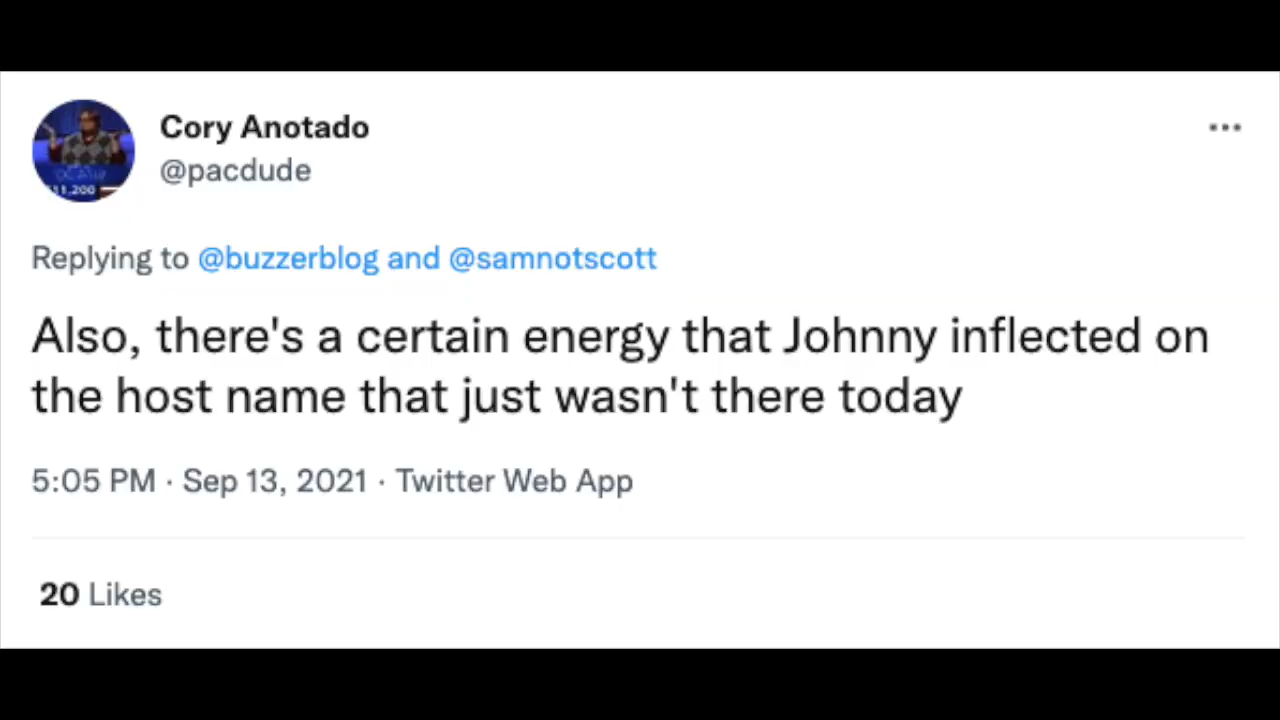 Cory Anotado
@pacdude
Replying to @buzzerblog and @samnotscott
Also, there's a certain energy that Johnny inflected on
the host name that just wasn't there today
5:05 PM · Sep 13, 2021 · Twitter Web App
20 Likes